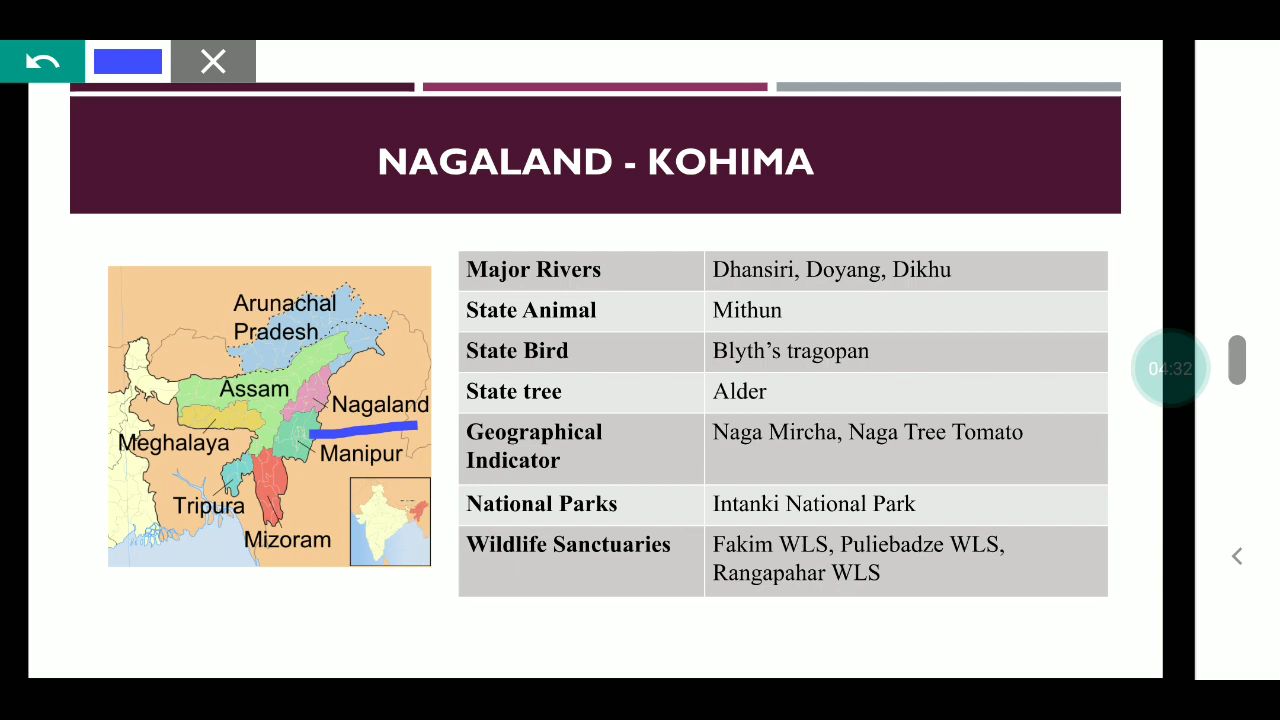 NAGALAND - KOHIMA
Arunachal
Pradesh
Assam
Nagaland
Meghalaya
Manipur
Tripura
Mizoram
Major Rivers Dhansiri, Doyang, Dikhu
State Animal Mithun
State Bird Blyth’s tragopan
State tree Alder
Geographical Naga Mircha, Naga Tree Tomato
Indicator
National Parks Intanki National Park
Wildlife Sanctuaries Fakim WLS, Puliebadze WLS,
Rangapahar WLS
04:32